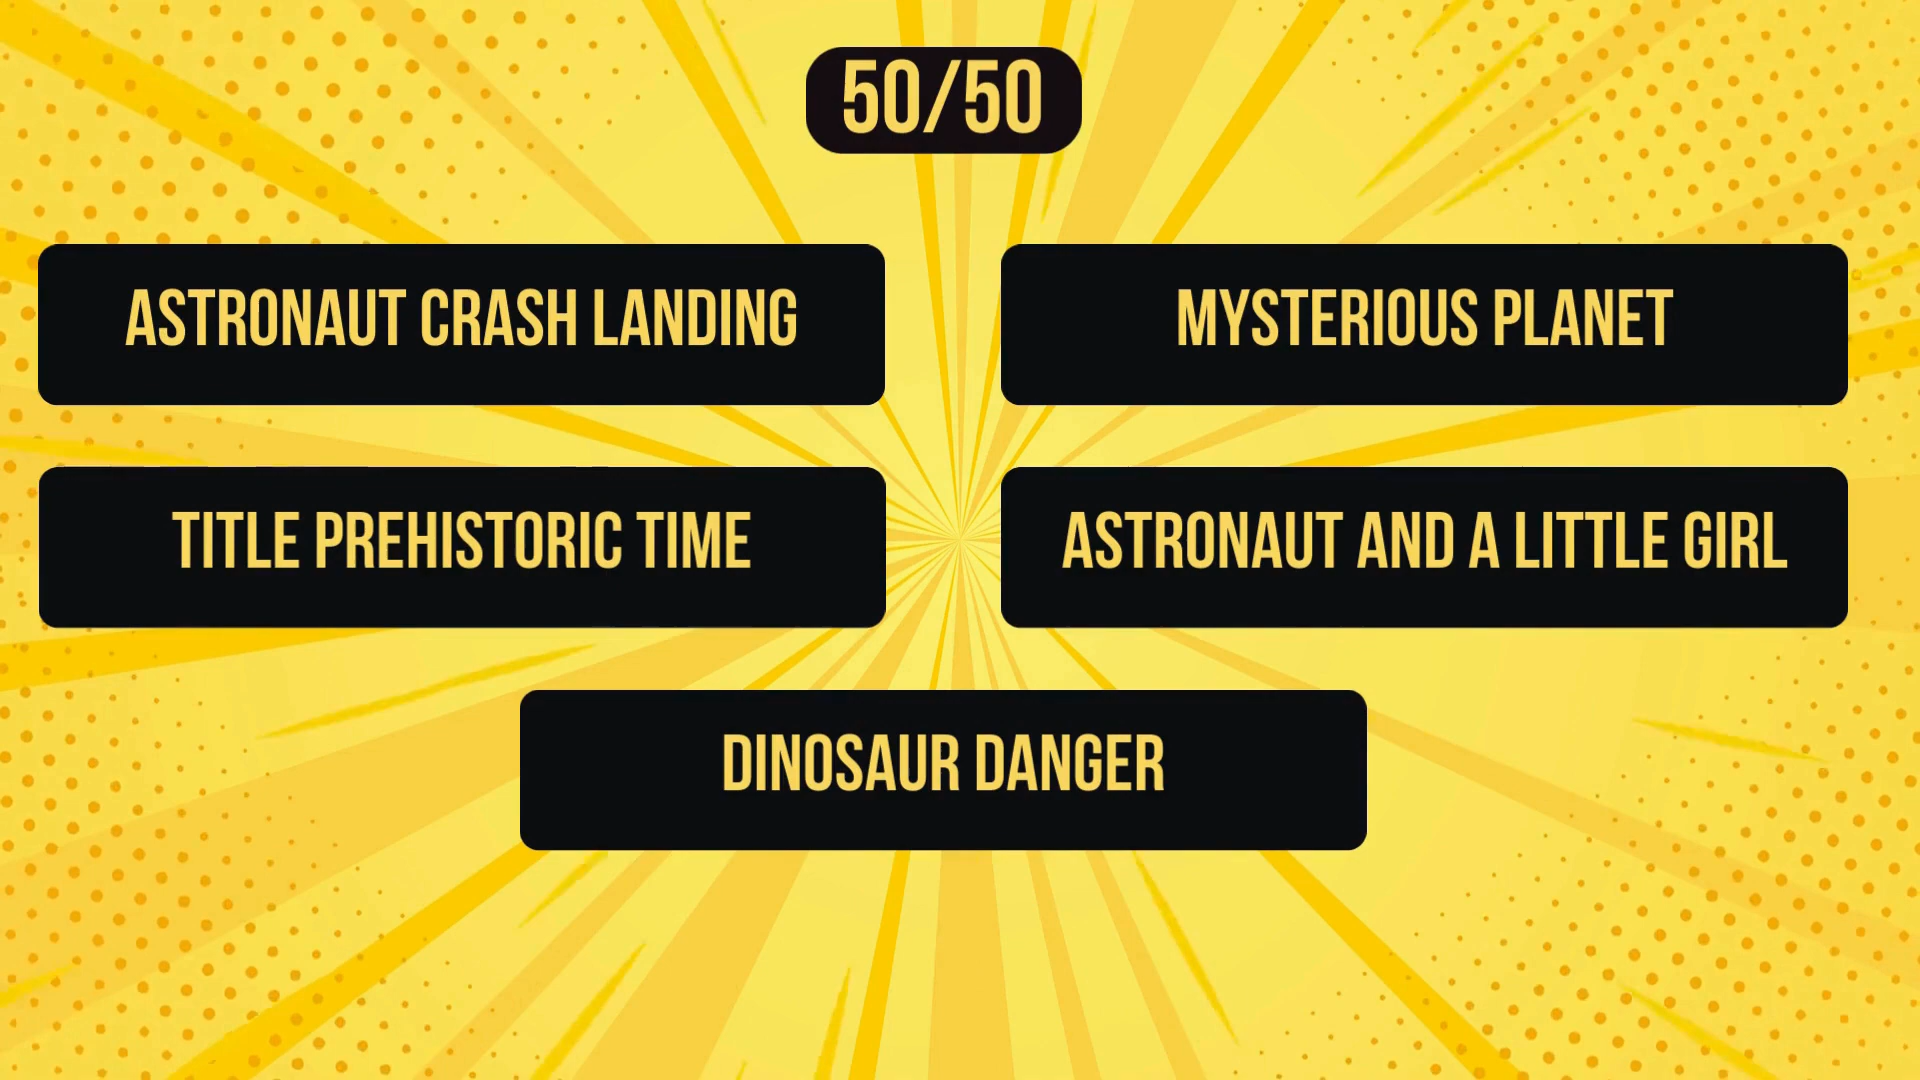 50/50
ASTRONAUT CRASH LANDING
MYSTERIOUS PLANET
TITLE PREHISTORIC TIME
ASTRONAUT AND A LITTLE GIRL
DINOSAUR DANGER